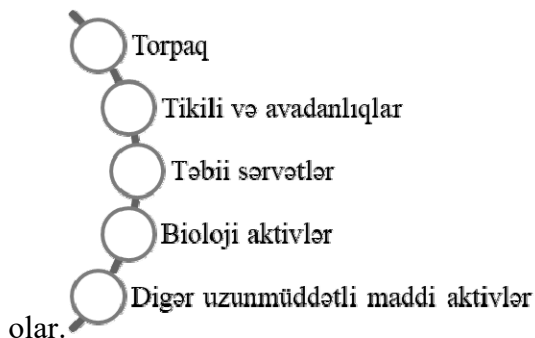 Torpaq
Tikili və avadanlıqlar
Təbii sərvətlər
Bioloji aktivlər
Digər uzunmüddətli maddi aktivlər
olar.